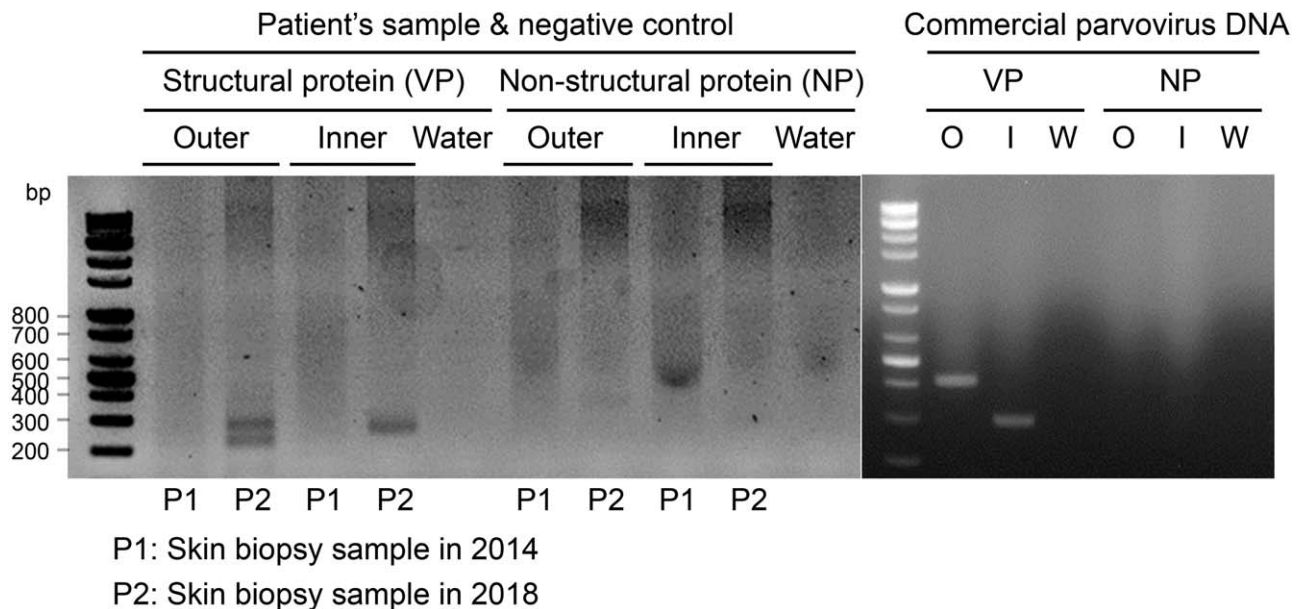 Patient's sample & negative control Commercial parvovirus DNA
Structural protein (VP) Non-structural protein (NP) VP NP
Outer Inner Water Outer Inner Water O I W O I W
bp
800
700
600
500
400
300
200
P1 P2 P1 P2 P1 P2 P1 P2
P1: Skin biopsy sample in 2014
P2: Skin biopsy sample in 2018